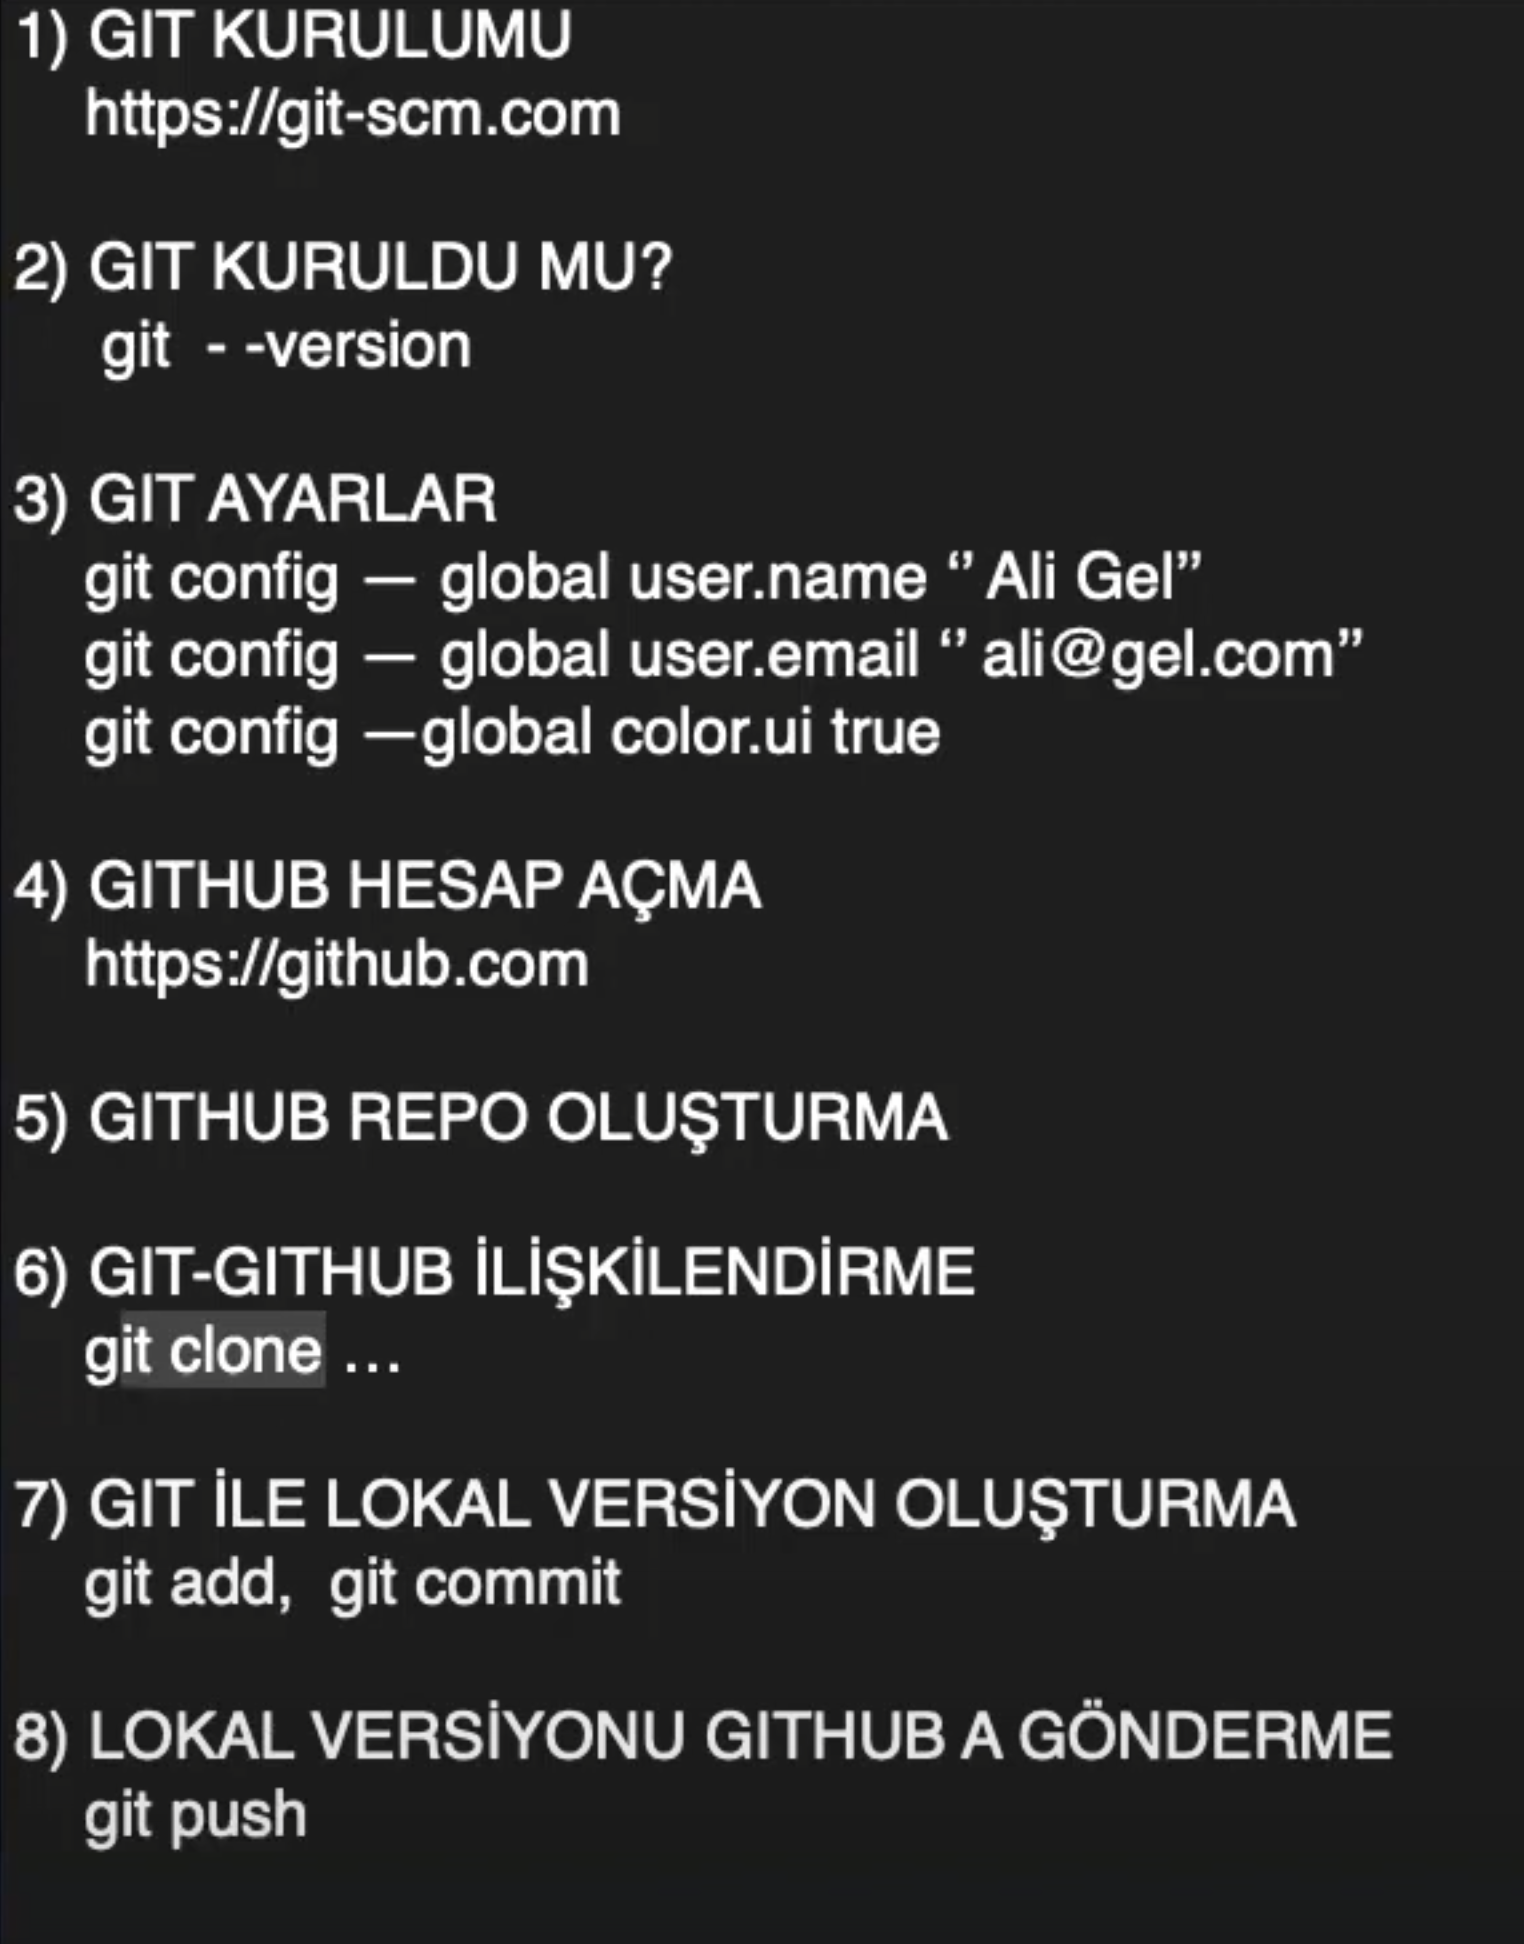 1) GIT KURULUMU
https://git-scm.com
2) GIT KURULDU MU?
git - -version
3) GIT AYARLAR
git config — global user.name “ Ali Gel”
git config — global user.email “ ali@gel.com”
git config —global color.ui true
4) GITHUB HESAP AÇMA
https://github.com
5) GITHUB REPO OLUŞTURMA
6) GIT-GITHUB İLİŞKİLENDİRME
git clone ...
7) GIT İLE LOKAL VERSİYON OLUŞTURMA
git add, git commit
8) LOKAL VERSİYONU GITHUB A GÖNDERME
git push